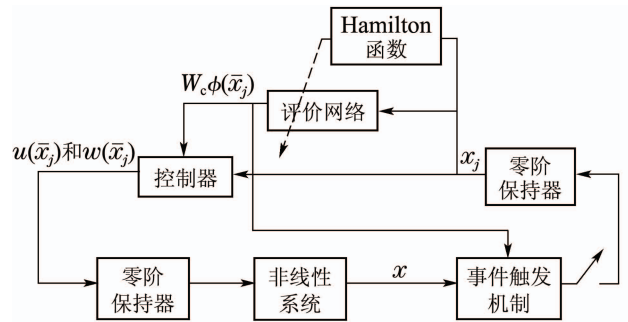 Hamilton
函数
W_cϕ(x̄_j)
评价网络
u(x̄_j)和w(x̄_j)
控制器
x_j
零阶
保持器
零阶
保持器
非线性
系统
x
事件触发
机制